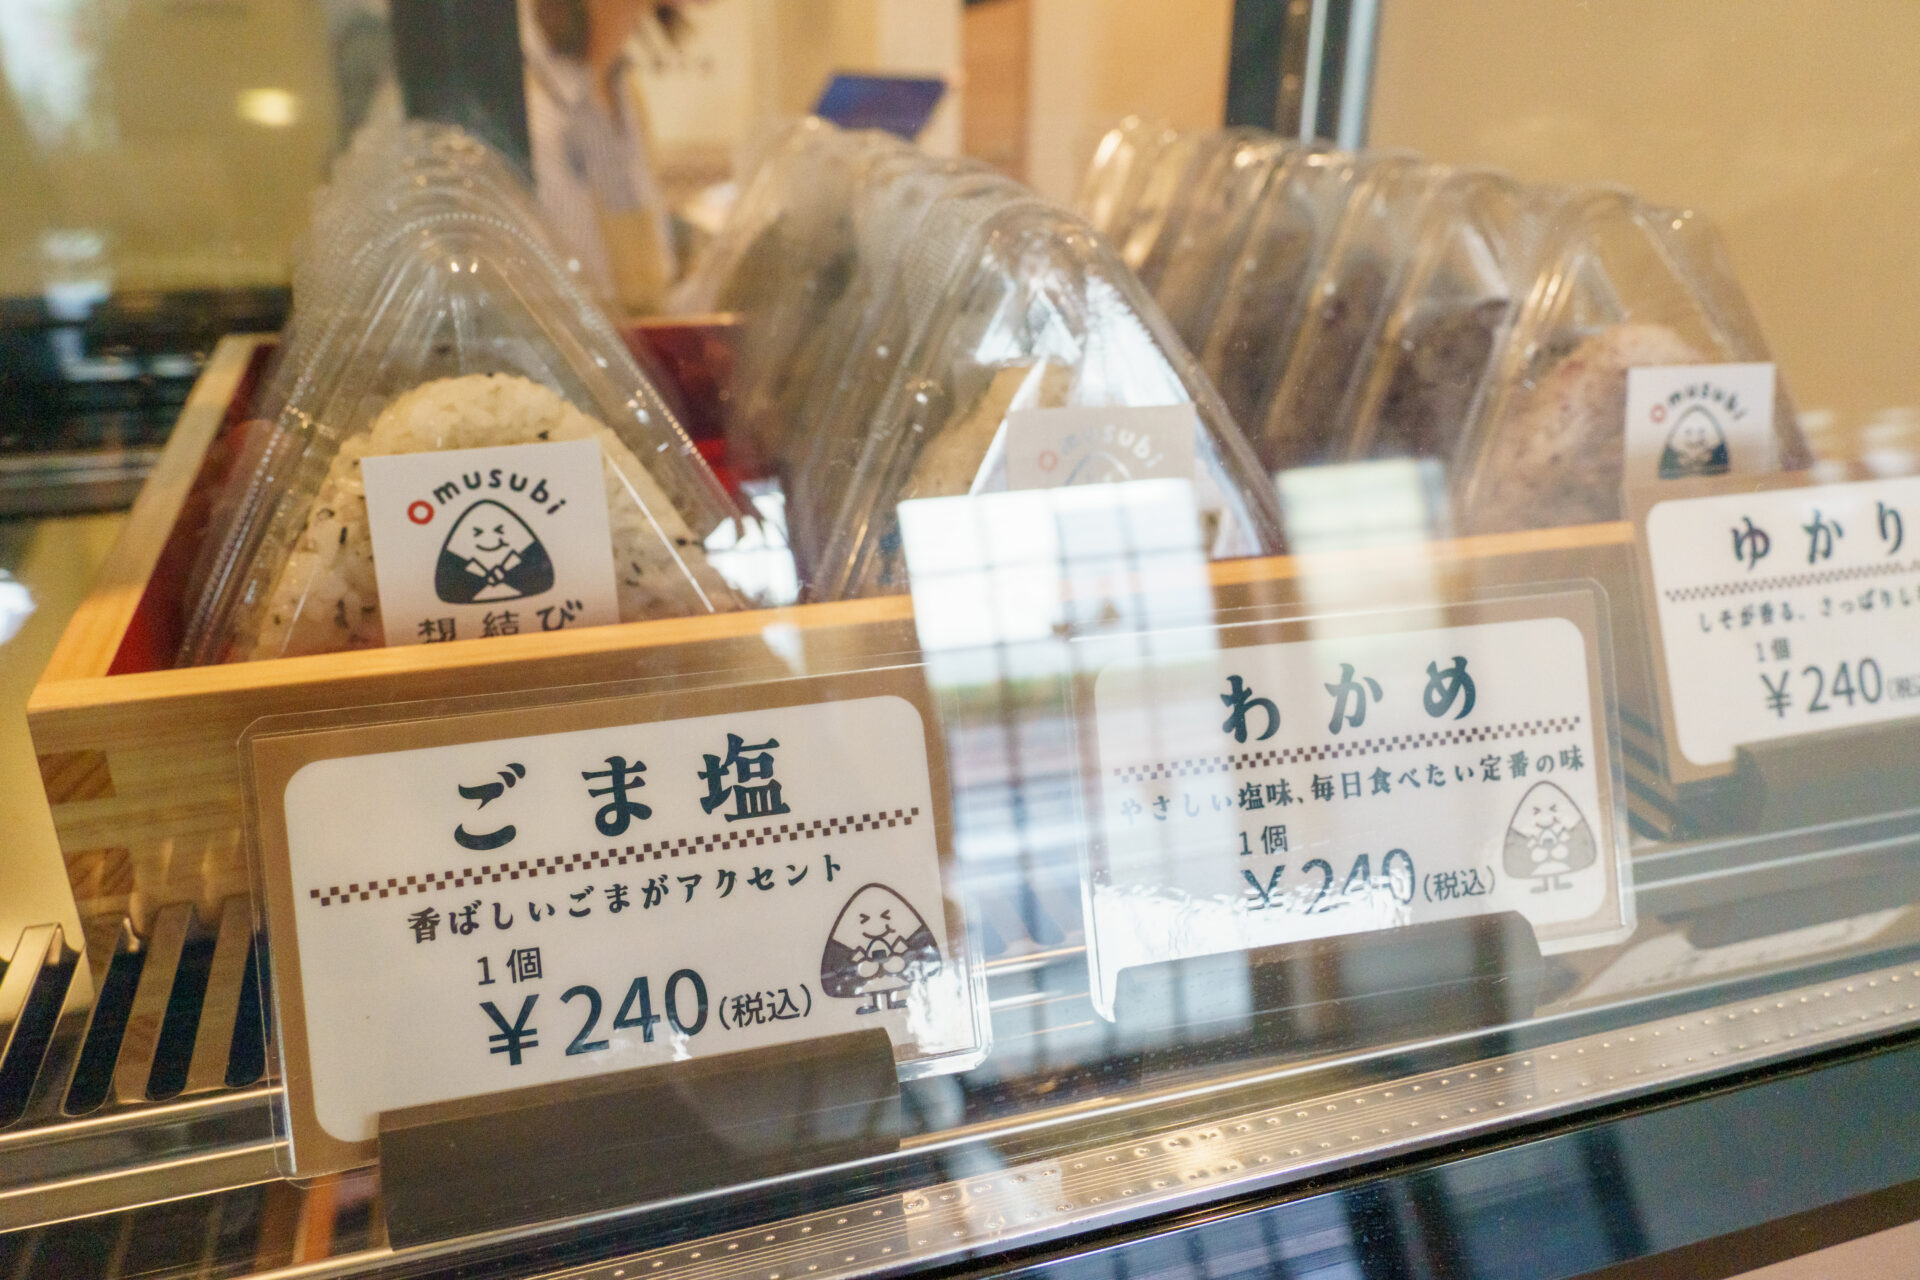 Omusubi
想結び
Omusubi
Omusubi
ごま塩
香ばしいごまがアクセント
1個
¥240(税込)
わかめ
やさしい塩味、毎日食べたい定番の味
1個
¥240(税込)
ゆかり
しそが香る、さっぱりし
1個
¥240(税込